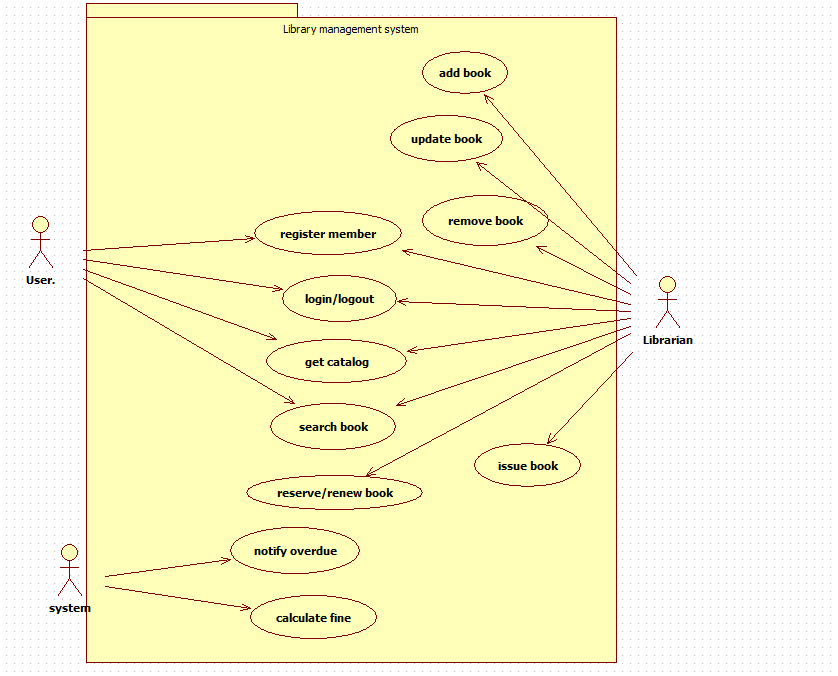 Library management system
add book
update book
remove book
register member
User.
login/logout
Librarian
get catalog
search book
issue book
reserve/renew book
notify overdue
system
calculate fine